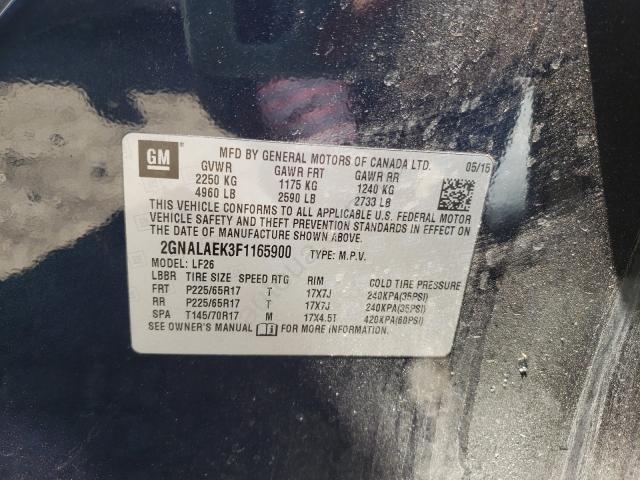 GM
MFD BY GENERAL MOTORS OF CANADA LTD. 05/15
GVWR GAWR FRT GAWR RR
2250 KG 1175 KG 1240 KG
4960 LB 2590 LB 2733 LB
THIS VEHICLE CONFORMS TO ALL APPLICABLE U.S. FEDERAL MOTOR
VEHICLE SAFETY AND THEFT PREVENTION STANDARDS IN EFFECT ON
THE DATE OF MANUFACTURE SHOWN ABOVE.
2GNALAEK3F1165900 TYPE: M.P.V.
MODEL: LF26
LBBR TIRE SIZE SPEED RTG RIM COLD TIRE PRESSURE
FRT P225/65R17 T 17X7J 240KPA(35PSI)
RR P225/65R17 T 17X7J 240KPA(35PSI)
SPA T145/70R17 M 17X4.5T 420KPA(60PSI)
SEE OWNER'S MANUAL FOR MORE INFORMATION.